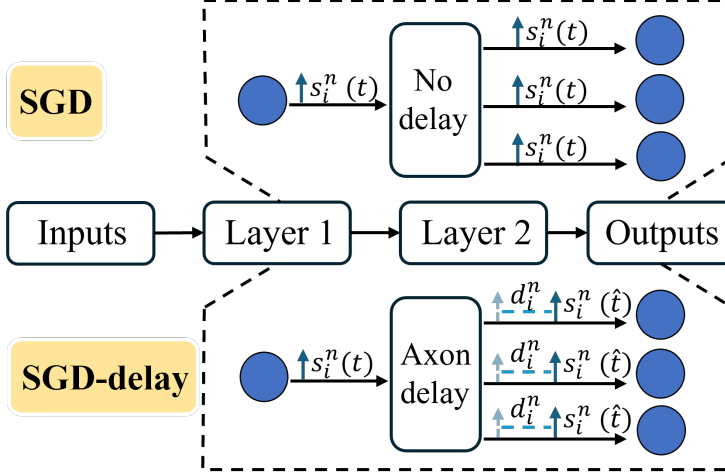 SGD
s_i^n (t)
No
delay
s_i^n(t)
s_i^n(t)
s_i^n(t)
Inputs
Layer 1
Layer 2
Outputs
SGD-delay
s_i^n(t)
Axon
delay
d_i^n s_i^n (t̂)
d_i^n s_i^n (t̂)
d_i^n s_i^n (t̂)